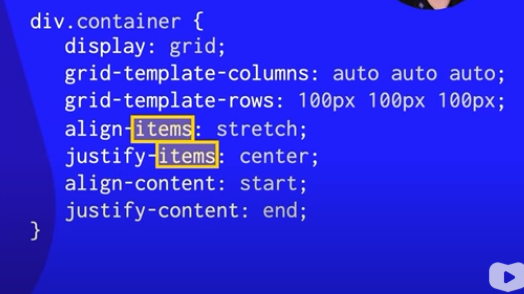 div.container {
display: grid;
grid-template-columns: auto auto auto;
grid-template-rows: 100px 100px 100px;
align-items: stretch;
justify-items: center;
align-content: start;
justify-content: end;
}